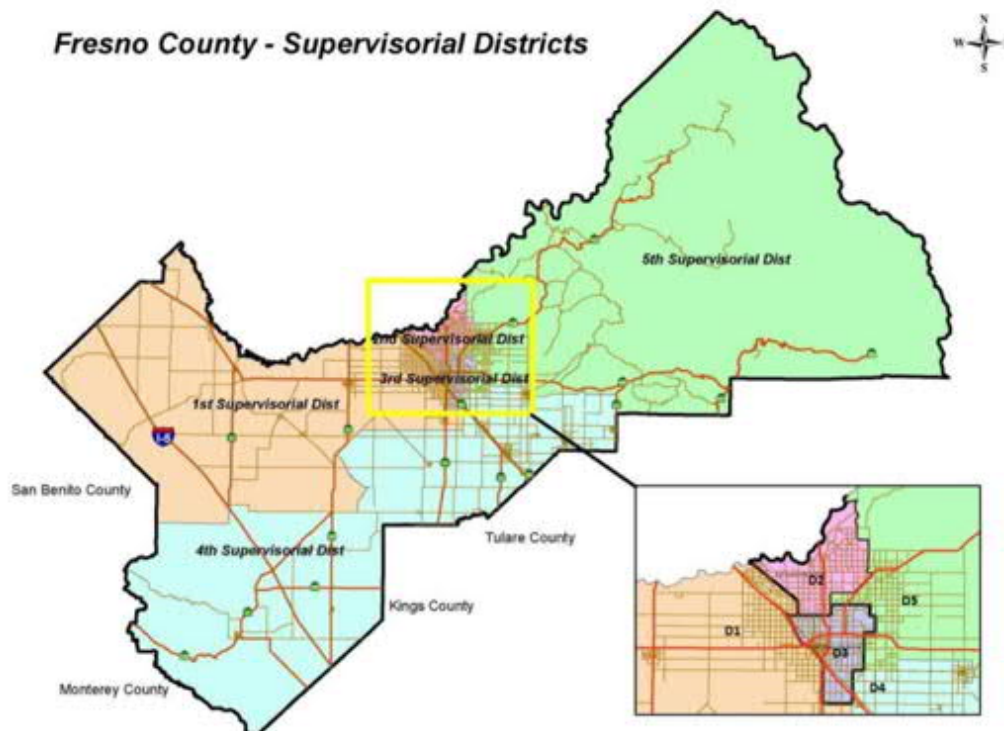 Fresno County - Supervisorial Districts
N
W
S
5th Supervisorial Dist
2nd Supervisorial Dist
3rd Supervisorial Dist
1st Supervisorial Dist
I-5
San Benito County
Tulare County
4th Supervisorial Dist
Kings County
Monterey County
D2
D5
D1
D3
D4